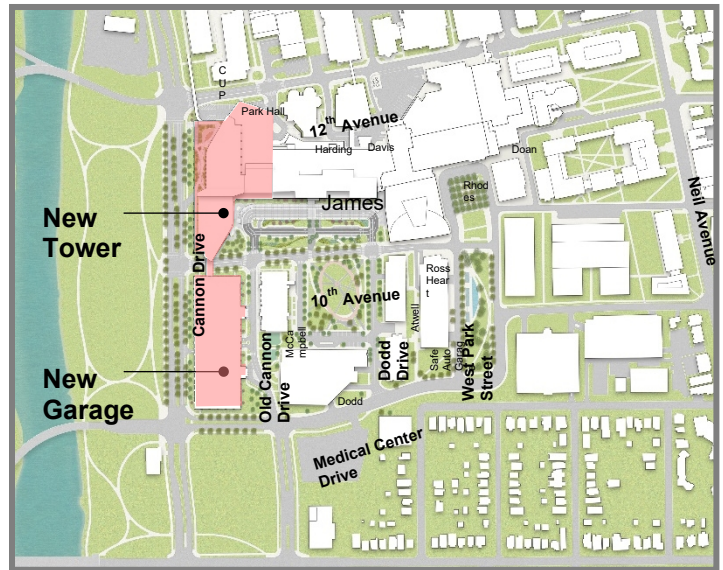 C
U
P
Park Hall
12th Avenue
Harding
Davis
Doan
Rhod
es
James
Neil Avenue
New
Tower
Cannon Drive
10th Avenue
Ross
Hear
t
Atwell
McCa
mpbell
Old Cannon
Drive
Dodd
Drive
Safe
Auto
Garag
West Park
Street
New
Garage
Dodd
Medical Center
Drive